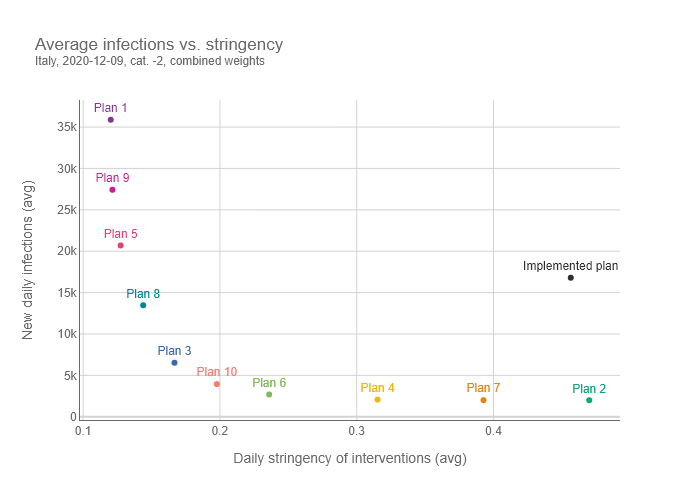 Average infections vs. stringency
Italy, 2020-12-09, cat. -2, combined weights
New daily infections (avg)
35k
30k
25k
20k
15k
10k
5k
0
Plan 1
Plan 9
Plan 5
Implemented plan
Plan 8
Plan 3
Plan 10
Plan 6
Plan 4
Plan 7
Plan 2
0.1
0.2
0.3
0.4
Daily stringency of interventions (avg)